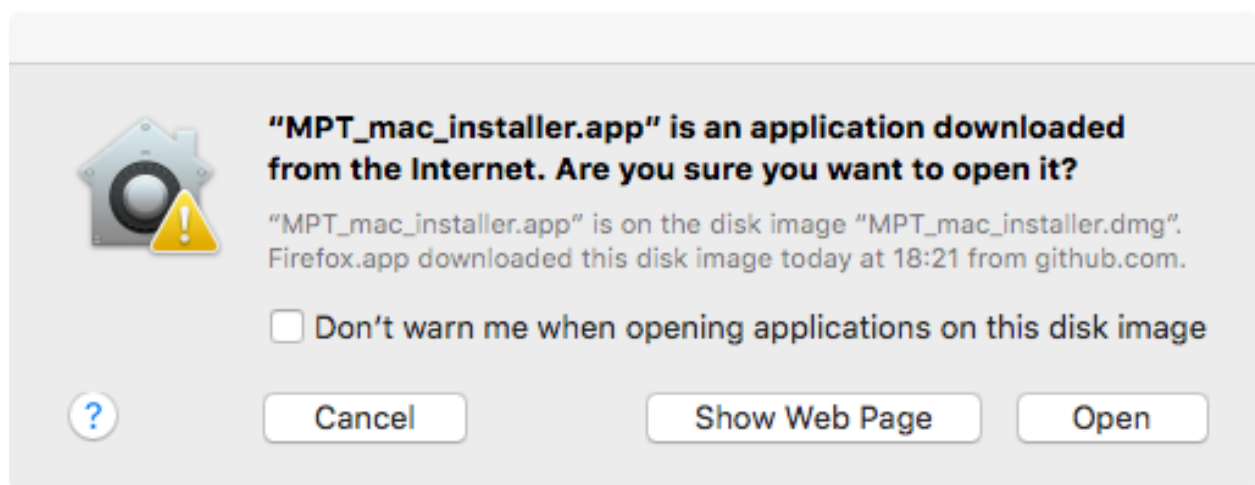 “MPT_mac_installer.app” is an application downloaded
from the Internet. Are you sure you want to open it?
“MPT_mac_installer.app” is on the disk image “MPT_mac_installer.dmg”.
Firefox.app downloaded this disk image today at 18:21 from github.com.
Don’t warn me when opening applications on this disk image
? Cancel Show Web Page Open